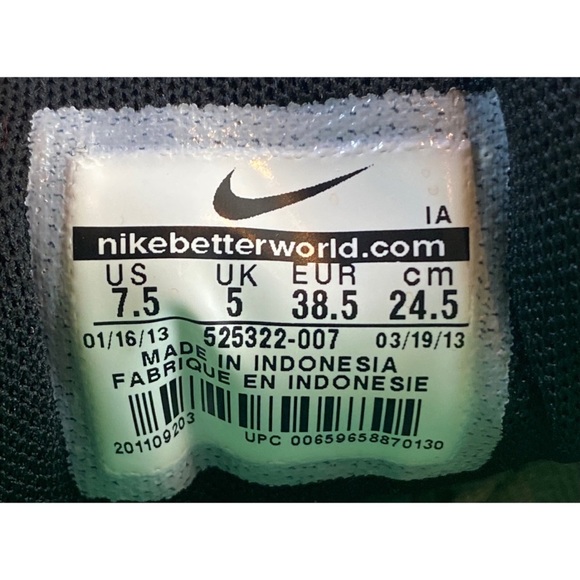 IA
nikebetterworld.com
US UK EUR cm
7.5 5 38.5 24.5
01/16/13 525322-007 03/19/13
MADE IN INDONESIA
FABRIQUE EN INDONESIE
201109203 UPC 00659658870130